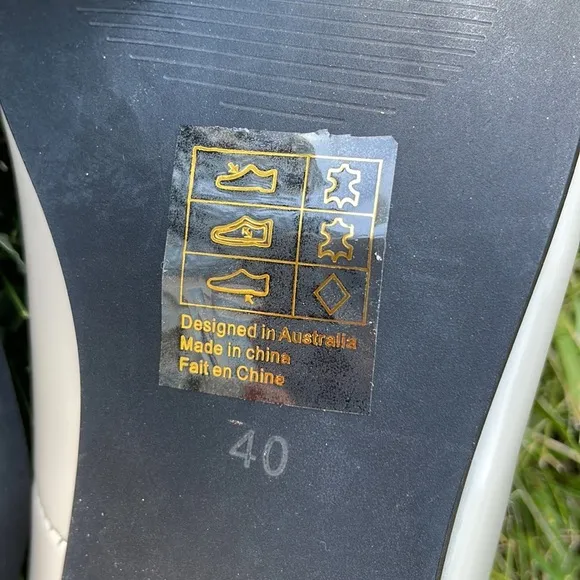 Designed in Australia
Made in china
Fait en Chine
40